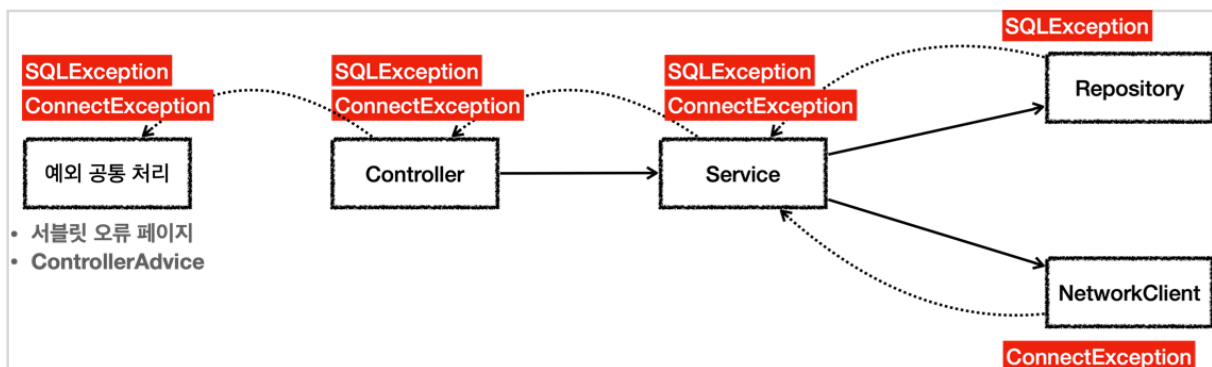 SQLException
SQLException
ConnectException
SQLException
ConnectException
SQLException
ConnectException
Repository
예외 공통 처리
Controller
Service
서블릿 오류 페이지
ControllerAdvice
NetworkClient
ConnectException